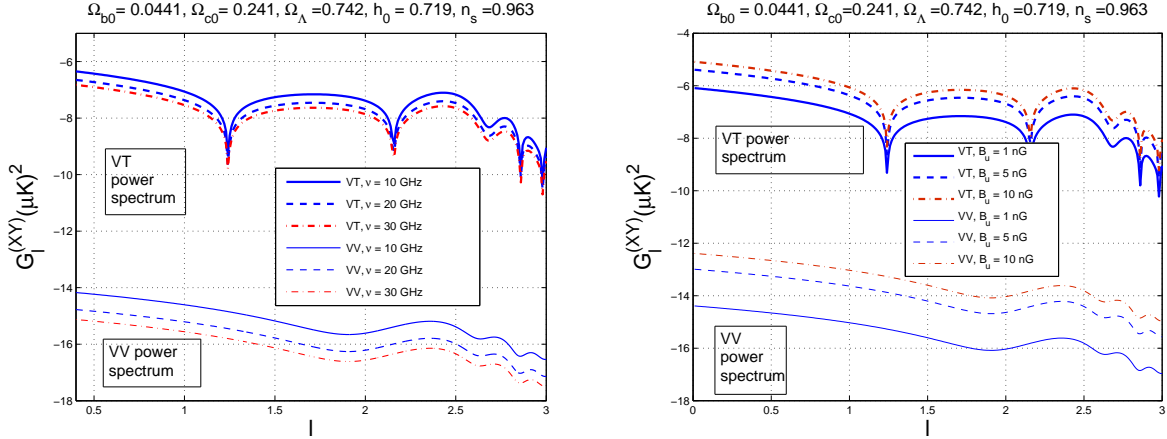 Ω_b0 = 0.0441, Ω_c0 = 0.241, Ω_Λ =0.742, h_0 = 0.719, n_s =0.963
G_l^(XY)(μK)^2
−6
−8
−10
−12
−14
−16
−18
0.5
1
1.5
2
2.5
3
l
VT
power
spectrum
VT, ν = 10 GHz
VT, ν = 20 GHz
VT, ν = 30 GHz
VV, ν = 10 GHz
VV, ν = 20 GHz
VV, ν = 30 GHz
VV power
spectrum
Ω_b0 = 0.0441, Ω_c0=0.241, Ω_Λ =0.742, h_0 = 0.719, n_s =0.963
G_l^(XY)(μK)^2
−4
−6
−8
−10
−12
−14
−16
−18
0
0.5
1
1.5
2
2.5
3
l
VT power
spectrum
VT, B_u = 1 nG
VT, B_u = 5 nG
VT, B_u = 10 nG
VV, B_u = 1 nG
VV, B_u = 5 nG
VV, B_u = 10 nG
VV
power
spectrum